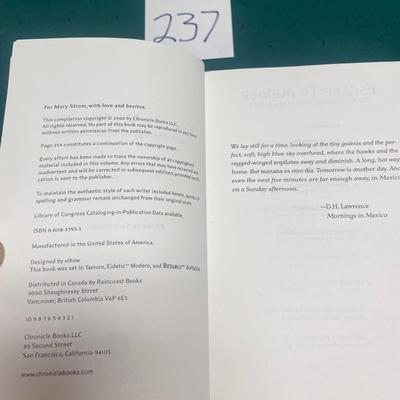 237
For Mary Strom, with love and besitos.
This compilation copyright © 2002 by Chronicle Books LLC.
All rights reserved. No part of this book may be reproduced in any form
without written permission from the publisher.
Page 259 constitutes a continuation of the copyright page.
Every effort has been made to trace the ownership of all copyrighted
material included in this volume. Any errors that may have occurred are
inadvertent and will be corrected in subsequent editions, provided notifi-
cation is sent to the publisher.
To maintain the authentic style of each writer included herein, quirks of
spelling and grammar remain unchanged from their original state.
Library of Congress Cataloging-in-Publication Data available.
ISBN 0-8118-3393-3
Manufactured in the United States of America.
Designed by elbow
This book was set in Tarocco, Eidetic Modern, and
Distributed in Canada by Raincoast Books
9050 Shaughnessy Street
Vancouver, British Columbia V6P 6E5
10 9 8 7 6 5 4 3 2 1
Chronicle Books LLC
85 Second Street
San Francisco, California 94105
www.chroniclebooks.com
ESCAPE TO MEXICO
We lay still for a time, looking at the tiny guavas and the per-
fect, soft, high blue sky overhead, where the hawks and the
ragged-winged zopilotes sway and diminish. A long, hot way
home. But manana es otro dia. Tomorrow is another day. And
even the next five minutes are far enough away, in Mexico
on a Sunday afternoon.
—D.H. Lawrence
Mornings in Mexico